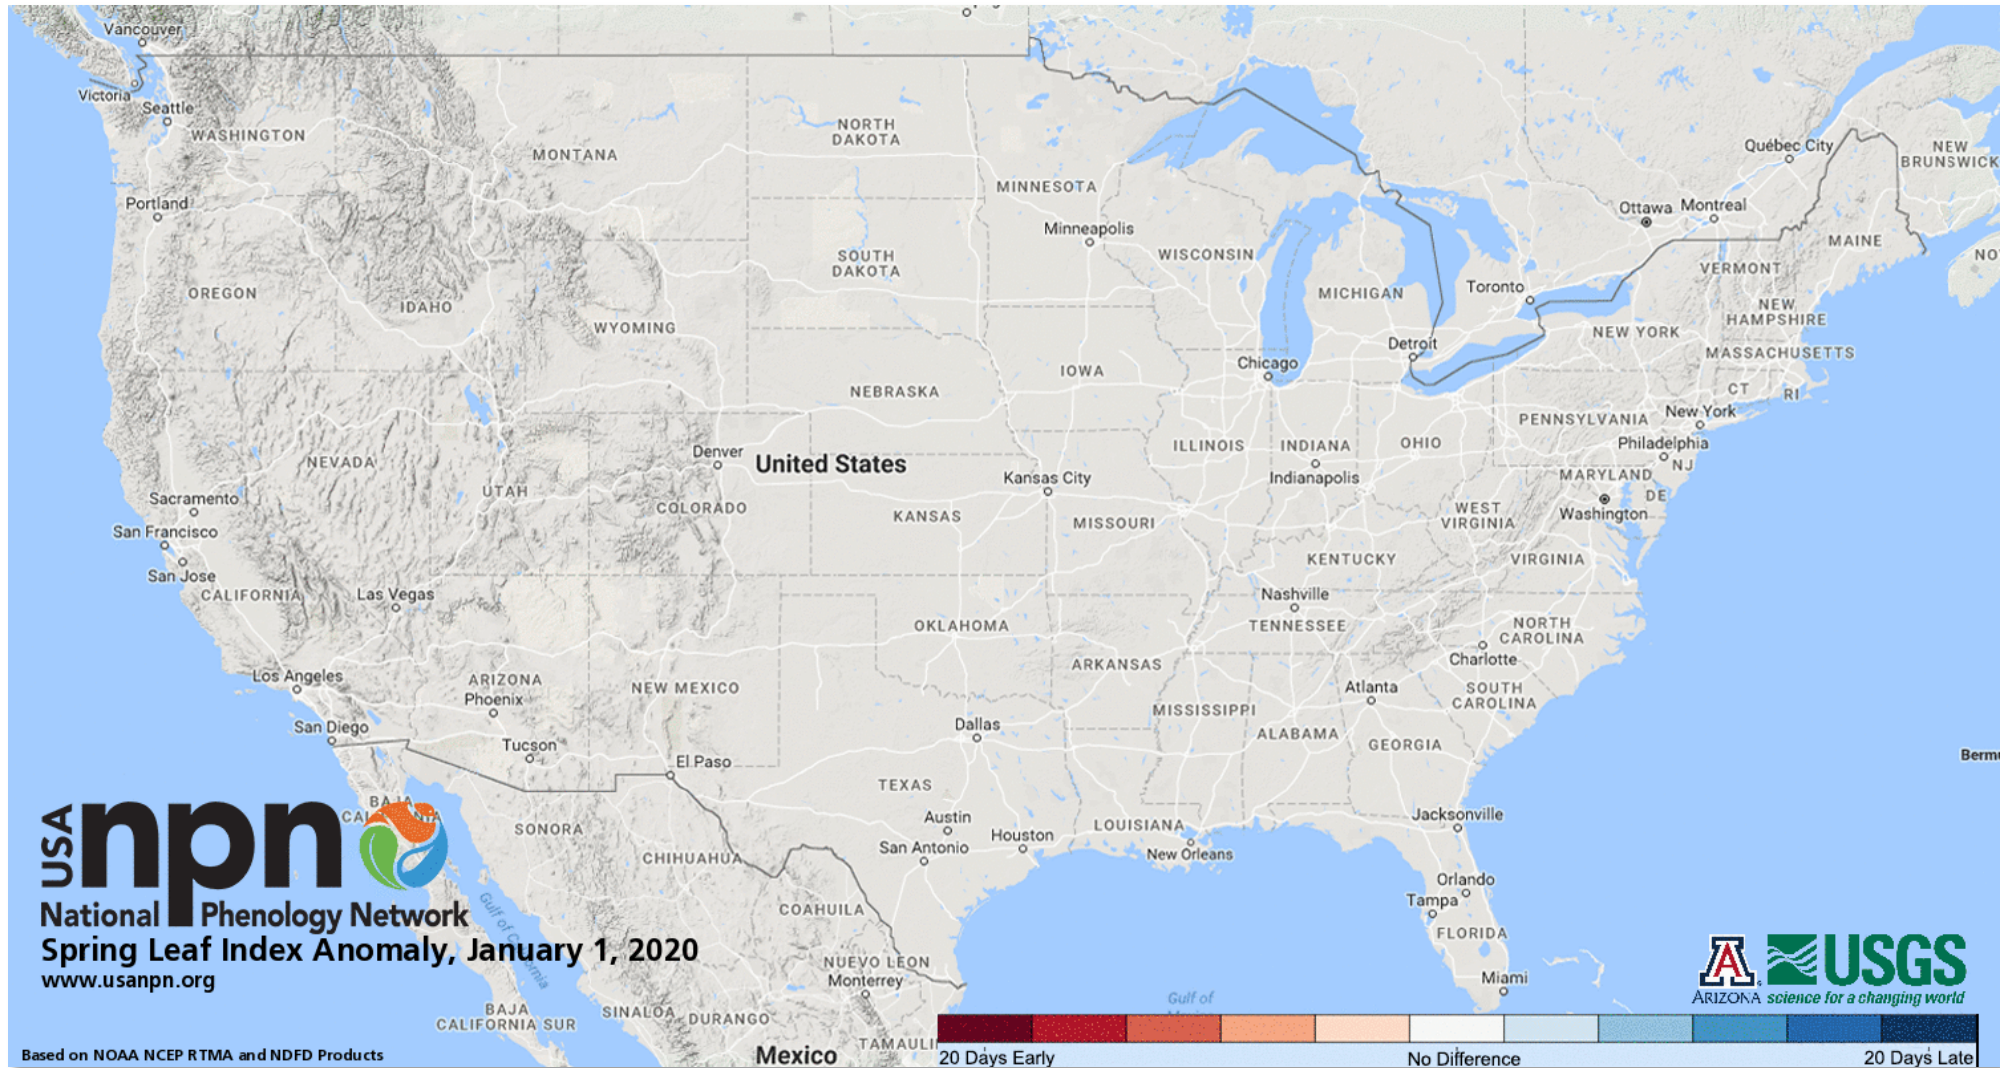 Vancouver
Victoria
Seattle
WASHINGTON
Portland
OREGON
IDAHO
MONTANA
NORTH
DAKOTA
SOUTH
DAKOTA
MINNESOTA
Minneapolis
WISCONSIN
MICHIGAN
Québec City
NEW
BRUNSWICK
Ottawa
Montreal
MAINE
Toronto
VERMONT
NEW
HAMPSHIRE
NEW YORK
MASSACHUSETTS
CT
RI
WYOMING
NEBRASKA
IOWA
Chicago
Detroit
PENNSYLVANIA
New York
Philadelphia
NJ
MARYLAND
DE
Washington
NEVADA
UTAH
Denver
United States
COLORADO
KANSAS
Kansas City
MISSOURI
ILLINOIS
INDIANA
Indianapolis
OHIO
WEST
VIRGINIA
VIRGINIA
KENTUCKY
Sacramento
San Francisco
San Jose
CALIFORNIA
Las Vegas
Nashville
TENNESSEE
NORTH
CAROLINA
Charlotte
OKLAHOMA
ARKANSAS
Los Angeles
ARIZONA
Phoenix
NEW MEXICO
San Diego
Tucson
El Paso
Dallas
MISSISSIPPI
ALABAMA
Atlanta
GEORGIA
SOUTH
CAROLINA
TEXAS
Austin
San Antonio
Houston
LOUISIANA
New Orleans
Jacksonville
Orlando
Tampa
FLORIDA
Miami
SONORA
CHIHUAHUA
COAHUILA
NUEVO LEON
Monterrey
BAJA
CALIFORNIA SUR
SINALOA
DURANGO
Mexico
Gulf of
USA npn
National Phenology Network
Spring Leaf Index Anomaly, January 1, 2020
www.usanpn.org
Based on NOAA NCEP RTMA and NDFD Products
A
ARIZONA
USGS
science for a changing world
20 Days Early
No Difference
20 Days Late